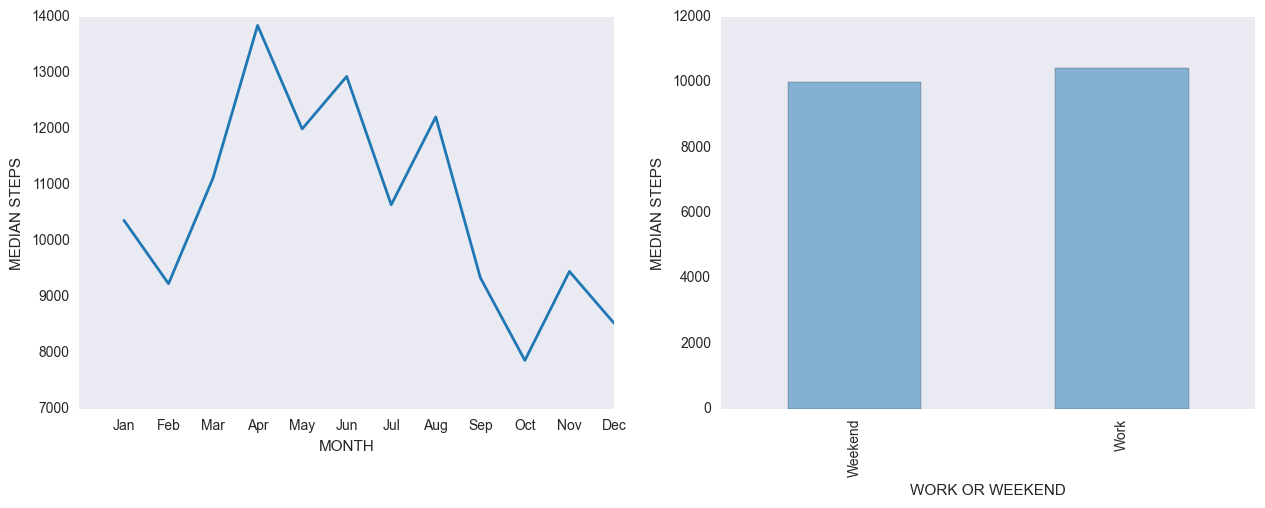 14000
13000
12000
11000
10000
9000
8000
7000
MEDIAN STEPS
Jan Feb Mar Apr May Jun Jul Aug Sep Oct Nov Dec
MONTH
12000
10000
8000
6000
4000
2000
0
MEDIAN STEPS
Weekend
Work
WORK OR WEEKEND